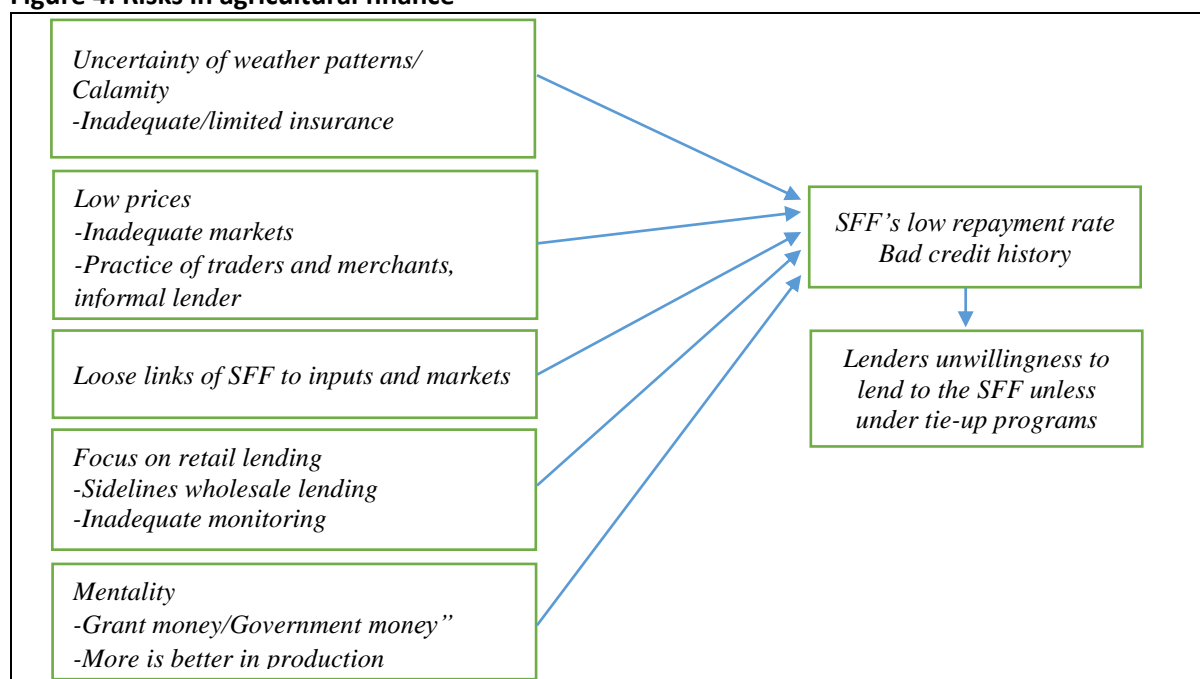 Figure 4. Risks in agricultural finance
Uncertainty of weather patterns/
Calamity
-Inadequate/limited insurance
Low prices
-Inadequate markets
-Practice of traders and merchants,
informal lender
Loose links of SFF to inputs and markets
Focus on retail lending
-Sidelines wholesale lending
-Inadequate monitoring
Mentality
-Grant money/Government money”
-More is better in production
SFF’s low repayment rate
Bad credit history
Lenders unwillingness to
lend to the SFF unless
under tie-up programs